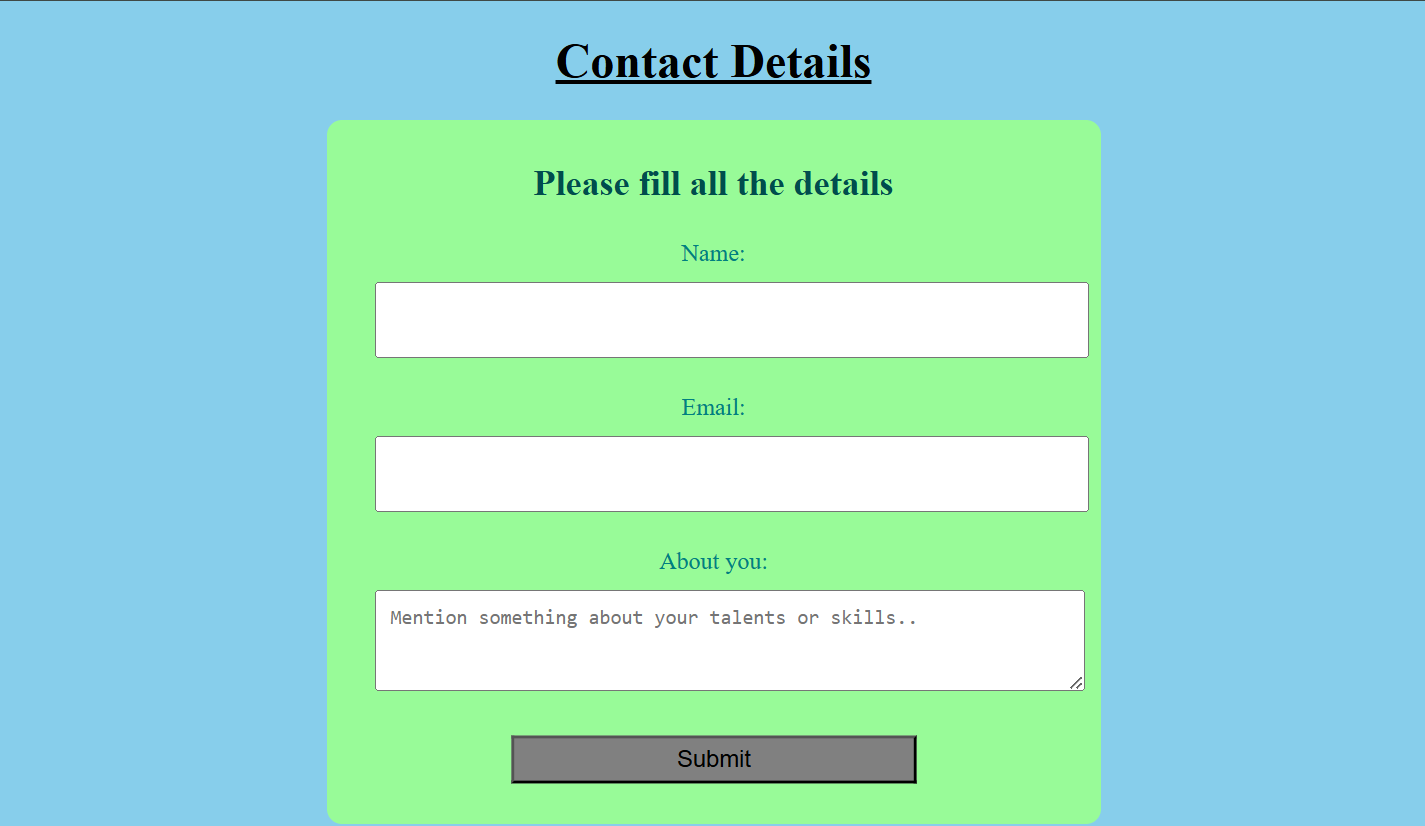 Contact Details
Please fill all the details
Name:
Email:
About you:
Mention something about your talents or skills..
Submit